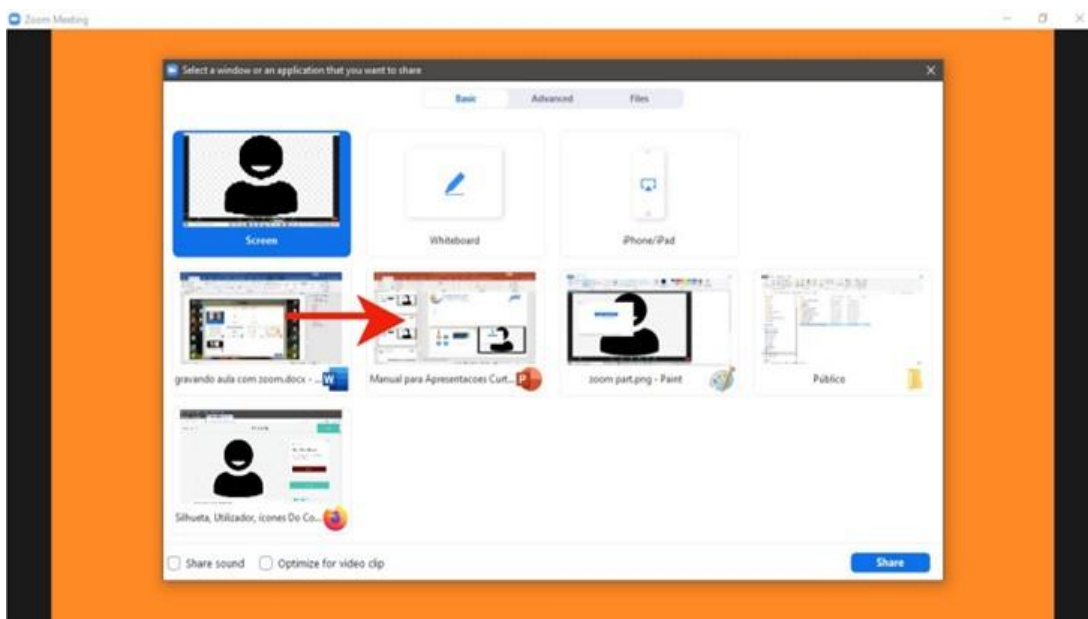 Zoom Meeting
Select a window or an application that you want to share
Basic
Advanced
Files
Screen
Whiteboard
iPhone/iPad
gravando aula com zoom.docx - ...
Manual para Apresentacoes Curt...
zoom part.png - Paint
Público
Silhueta, Utilizador, ícones Do Co...
Share sound
Optimize for video clip
Share